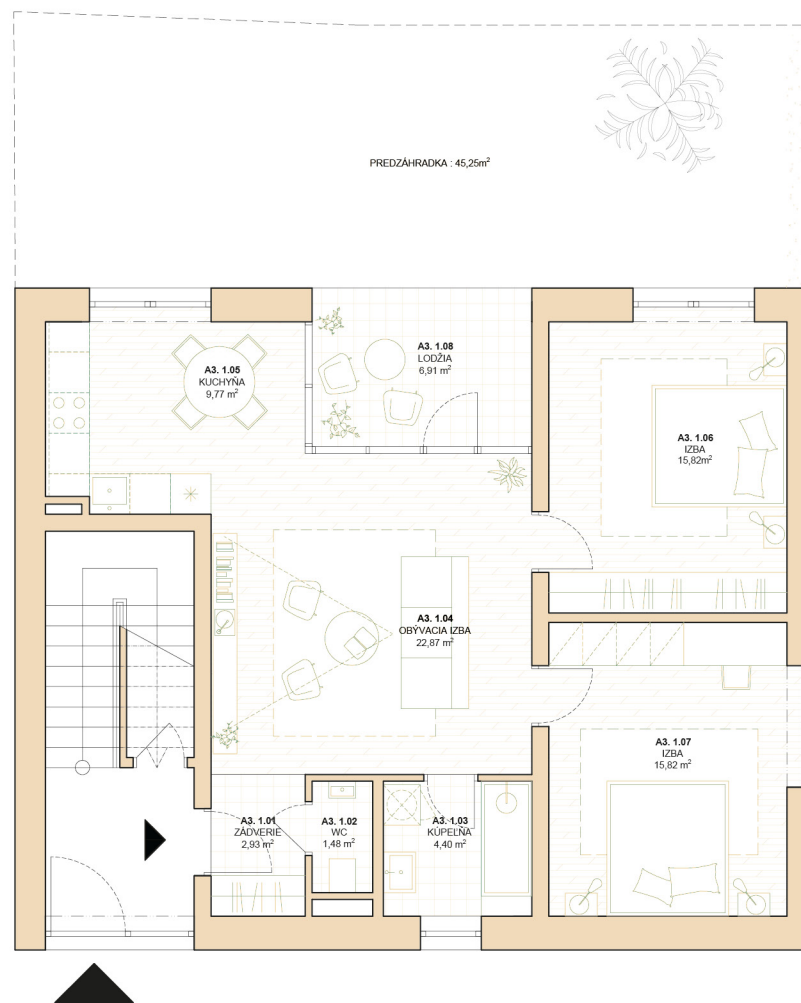 PREDZÁHRADKA : 45,25m²
A3. 1.08
LODŽIA
6,91 m²
A3. 1.05
KUCHYŇA
9,77 m²
A3. 1.06
IZBA
15,82m²
A3. 1.04
OBÝVACIA IZBA
22,87 m²
A3. 1.07
IZBA
15,82 m²
A3. 1.01
ZÁDVERIE
2,93 m²
A3. 1.02
WC
1,48 m²
A3. 1.03
KÚPEĽŇA
4,40 m²